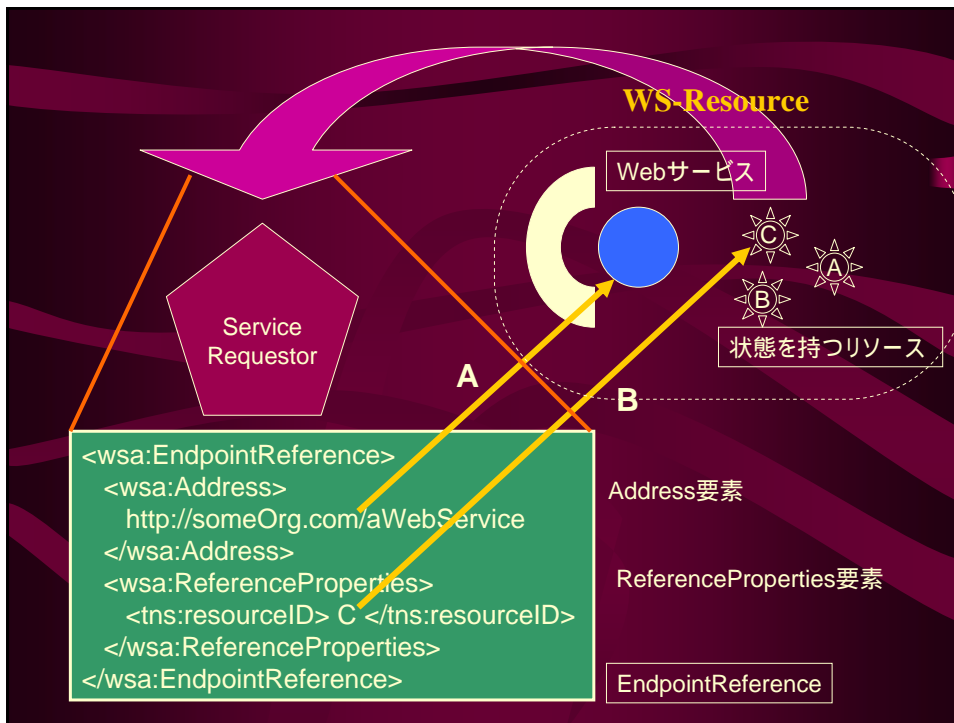 WS-Resource
Webサービス
C
A
B
状態を持つリソース
Service
Requestor
A
B
<wsa:EndpointReference>
<wsa:Address>
http://someOrg.com/aWebService
</wsa:Address>
<wsa:ReferenceProperties>
<tns:resourceID> C </tns:resourceID>
</wsa:ReferenceProperties>
</wsa:EndpointReference>
Address要素
ReferenceProperties要素
EndpointReference